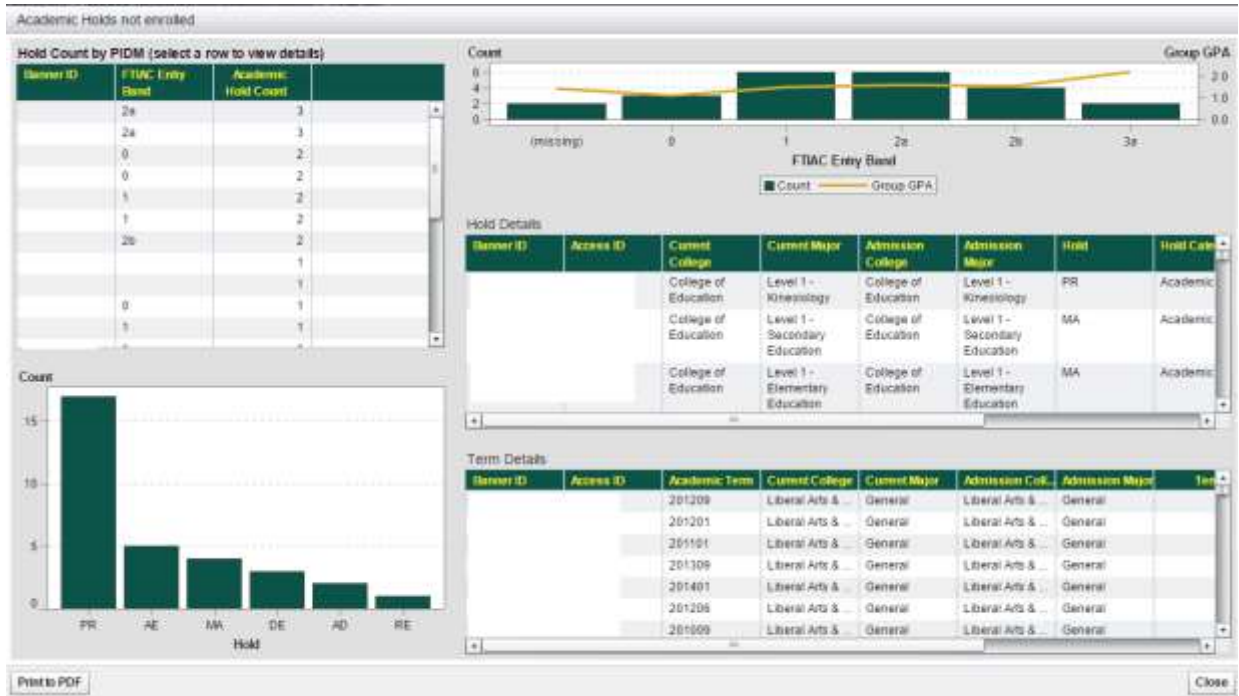 Academic Holds not enrolled
Hold Count by PIDM (select a row to view details)
Banner ID FTIAC Entry Band Academic Hold Count
2a 3
2a 3
0 2
0 2
1 2
1 2
2b 2
1
1
0 1
1 1
Count
15
10
5
0
PR AE MA DE AD RE
Hold
Count Group GPA
6
4
2
0
2.0
1.0
0.0
(missing) 0 1 2a 2b 3a
FTIAC Entry Band
Count Group GPA
Hold Details
Banner ID Access ID Current College Current Major Admission College Admission Major Hold Hold Cate
College of Education Level 1 - Kinesiology College of Education Level 1 - Kinesiology PR Academic
College of Education Level 1 - Secondary Education College of Education Level 1 - Secondary Education MA Academic
College of Education Level 1 - Elementary Education College of Education Level 1 - Elementary Education MA Academic
Term Details
Banner ID Access ID Academic Term Current College Current Major Admission Coll... Admission Major
201209 Liberal Arts & ... General Liberal Arts & ... General
201201 Liberal Arts & ... General Liberal Arts & ... General
201101 Liberal Arts & ... General Liberal Arts & ... General
201309 Liberal Arts & ... General Liberal Arts & ... General
201401 Liberal Arts & ... General Liberal Arts & ... General
201206 Liberal Arts & ... General Liberal Arts & ... General
201009 Liberal Arts & ... General Liberal Arts & ... General
Print to PDF
Close